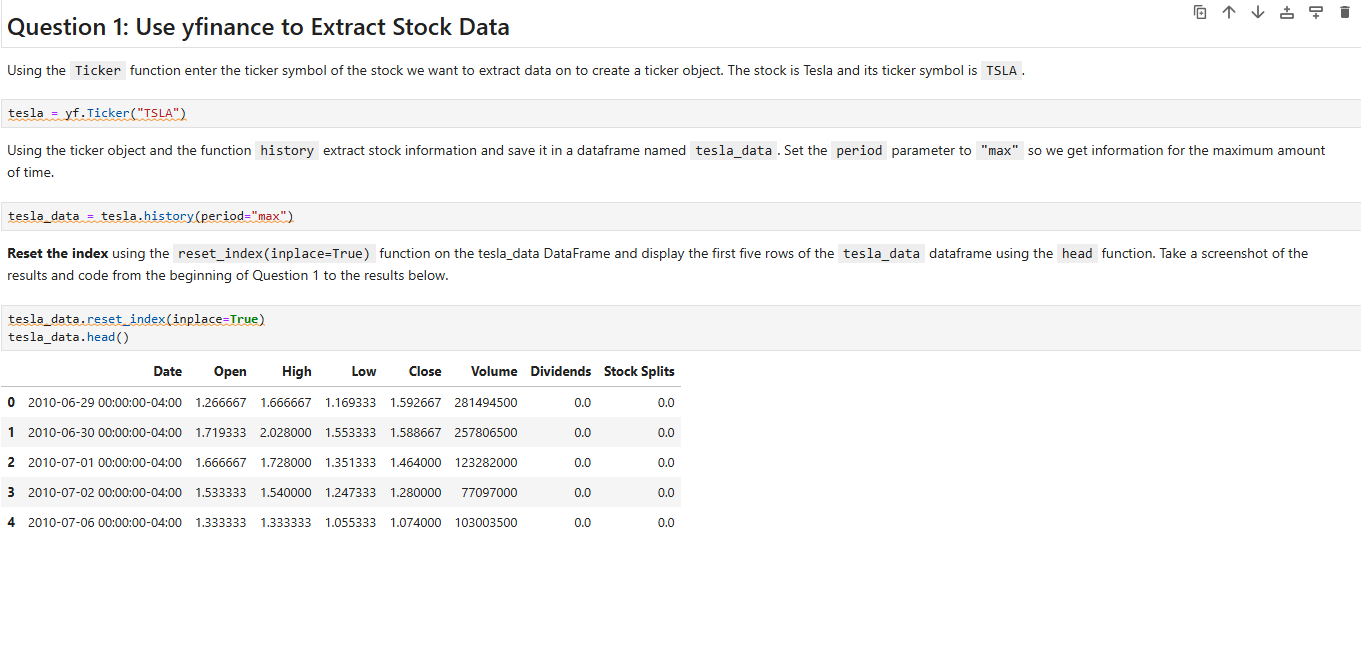 Question 1: Use yfinance to Extract Stock Data
Using the Ticker function enter the ticker symbol of the stock we want to extract data on to create a ticker object. The stock is Tesla and its ticker symbol is TSLA .
tesla = yf.Ticker("TSLA")
Using the ticker object and the function history extract stock information and save it in a dataframe named tesla_data . Set the period parameter to "max" so we get information for the maximum amount
of time.
tesla_data = tesla.history(period="max")
Reset the index using the reset_index(inplace=True) function on the tesla_data DataFrame and display the first five rows of the tesla_data dataframe using the head function. Take a screenshot of the
results and code from the beginning of Question 1 to the results below.
tesla_data.reset_index(inplace=True)
tesla_data.head()
Date Open High Low Close Volume Dividends Stock Splits
0 2010-06-29 00:00:00-04:00 1.266667 1.666667 1.169333 1.592667 281494500 0.0 0.0
1 2010-06-30 00:00:00-04:00 1.719333 2.028000 1.553333 1.588667 257806500 0.0 0.0
2 2010-07-01 00:00:00-04:00 1.666667 1.728000 1.351333 1.464000 123282000 0.0 0.0
3 2010-07-02 00:00:00-04:00 1.533333 1.540000 1.247333 1.280000 77097000 0.0 0.0
4 2010-07-06 00:00:00-04:00 1.333333 1.333333 1.055333 1.074000 103003500 0.0 0.0